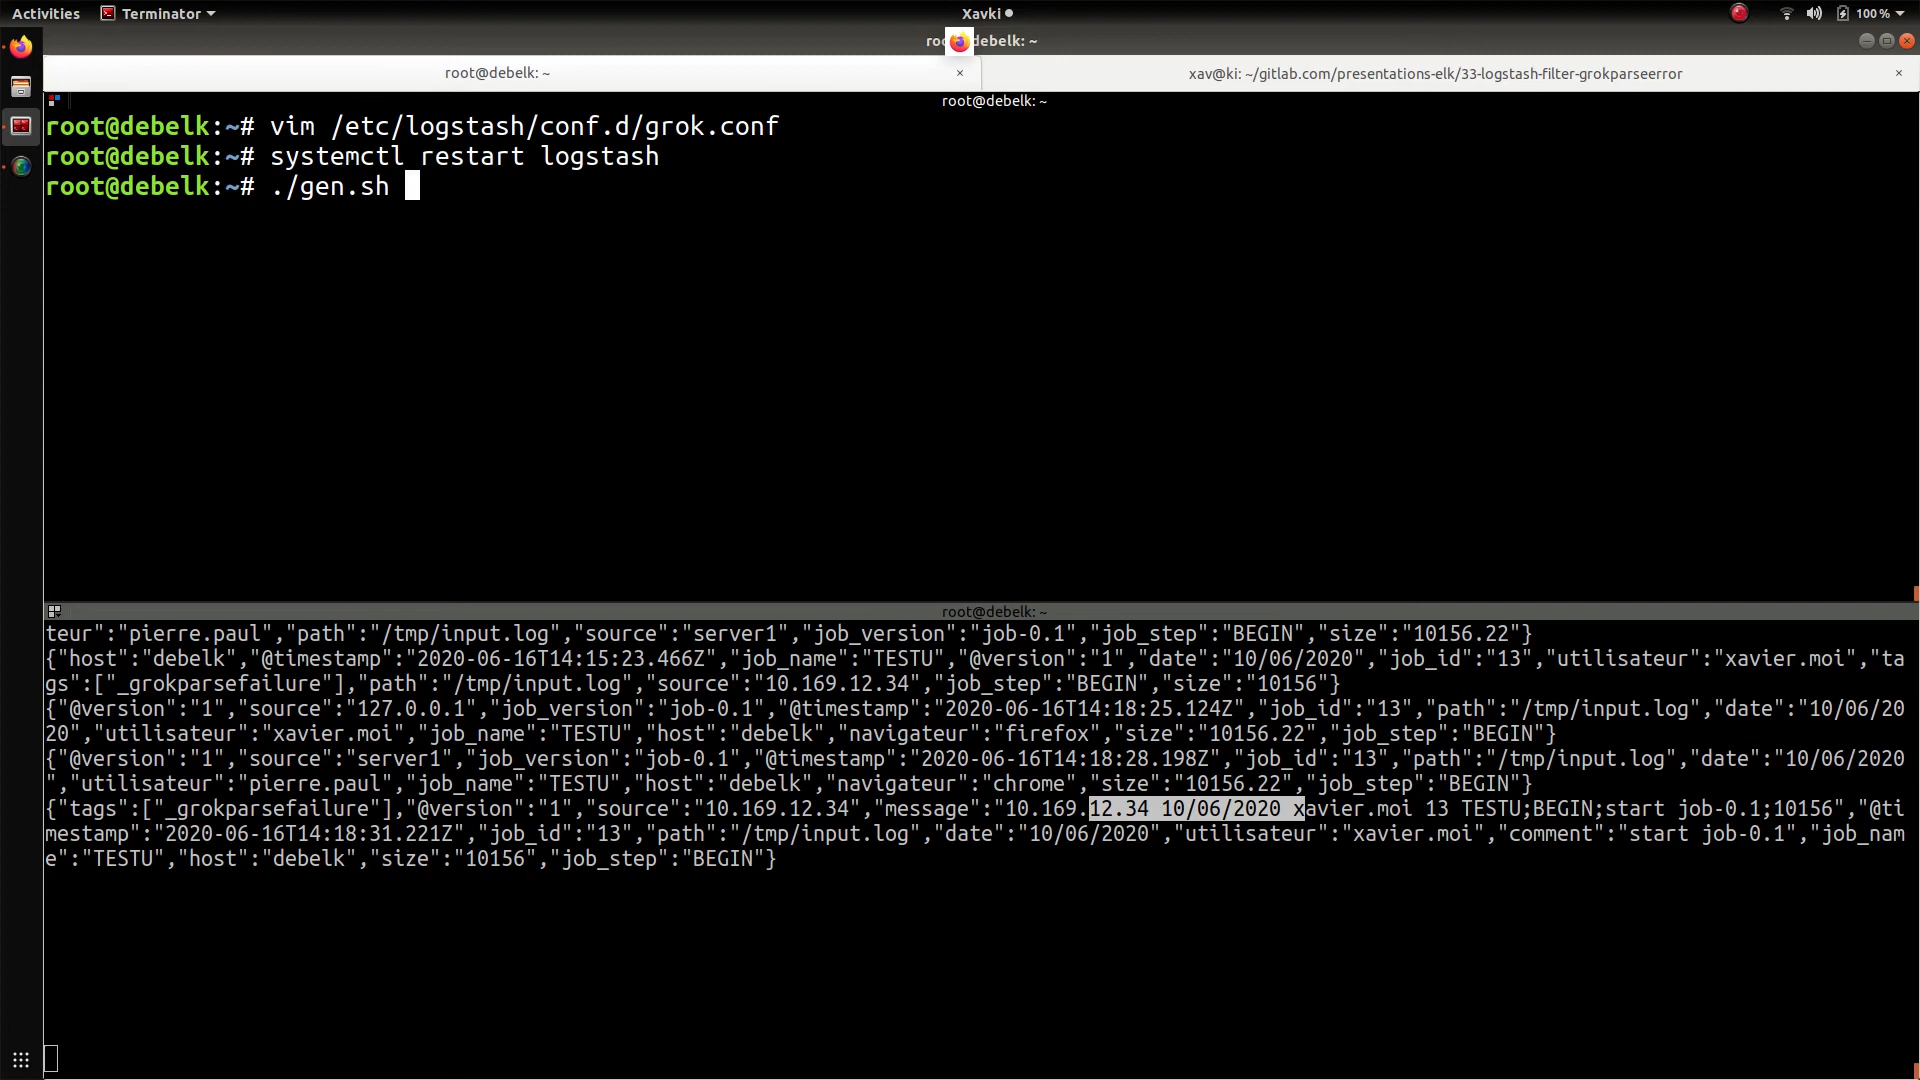 Activities Terminator Xavki 100 %
root@debelk: ~
root@debelk: ~ × xav@ki: ~/gitlab.com/presentations-elk/33-logstash-filter-grokparseerror ×
root@debelk: ~
root@debelk:~# vim /etc/logstash/conf.d/grok.conf
root@debelk:~# systemctl restart logstash
root@debelk:~# ./gen.sh
root@debelk: ~
teur":"pierre.paul","path":"/tmp/input.log","source":"server1","job_version":"job-0.1","job_step":"BEGIN","size":"10156.22"}
{"host":"debelk","@timestamp":"2020-06-16T14:15:23.466Z","job_name":"TESTU","@version":"1","date":"10/06/2020","job_id":"13","utilisateur":"xavier.moi","ta
gs":["_grokparsefailure"],"path":"/tmp/input.log","source":"10.169.12.34","job_step":"BEGIN","size":"10156"}
{"@version":"1","source":"127.0.0.1","job_version":"job-0.1","@timestamp":"2020-06-16T14:18:25.124Z","job_id":"13","path":"/tmp/input.log","date":"10/06/20
20","utilisateur":"xavier.moi","job_name":"TESTU","host":"debelk","navigateur":"firefox","size":"10156.22","job_step":"BEGIN"}
{"@version":"1","source":"server1","job_version":"job-0.1","@timestamp":"2020-06-16T14:18:28.198Z","job_id":"13","path":"/tmp/input.log","date":"10/06/2020
","utilisateur":"pierre.paul","job_name":"TESTU","host":"debelk","navigateur":"chrome","size":"10156.22","job_step":"BEGIN"}
{"tags":["_grokparsefailure"],"@version":"1","source":"10.169.12.34","message":"10.169.12.34 10/06/2020 xavier.moi 13 TESTU;BEGIN;start job-0.1;10156","@ti
mestamp":"2020-06-16T14:18:31.221Z","job_id":"13","path":"/tmp/input.log","date":"10/06/2020","utilisateur":"xavier.moi","comment":"start job-0.1","job_nam
e":"TESTU","host":"debelk","size":"10156","job_step":"BEGIN"}